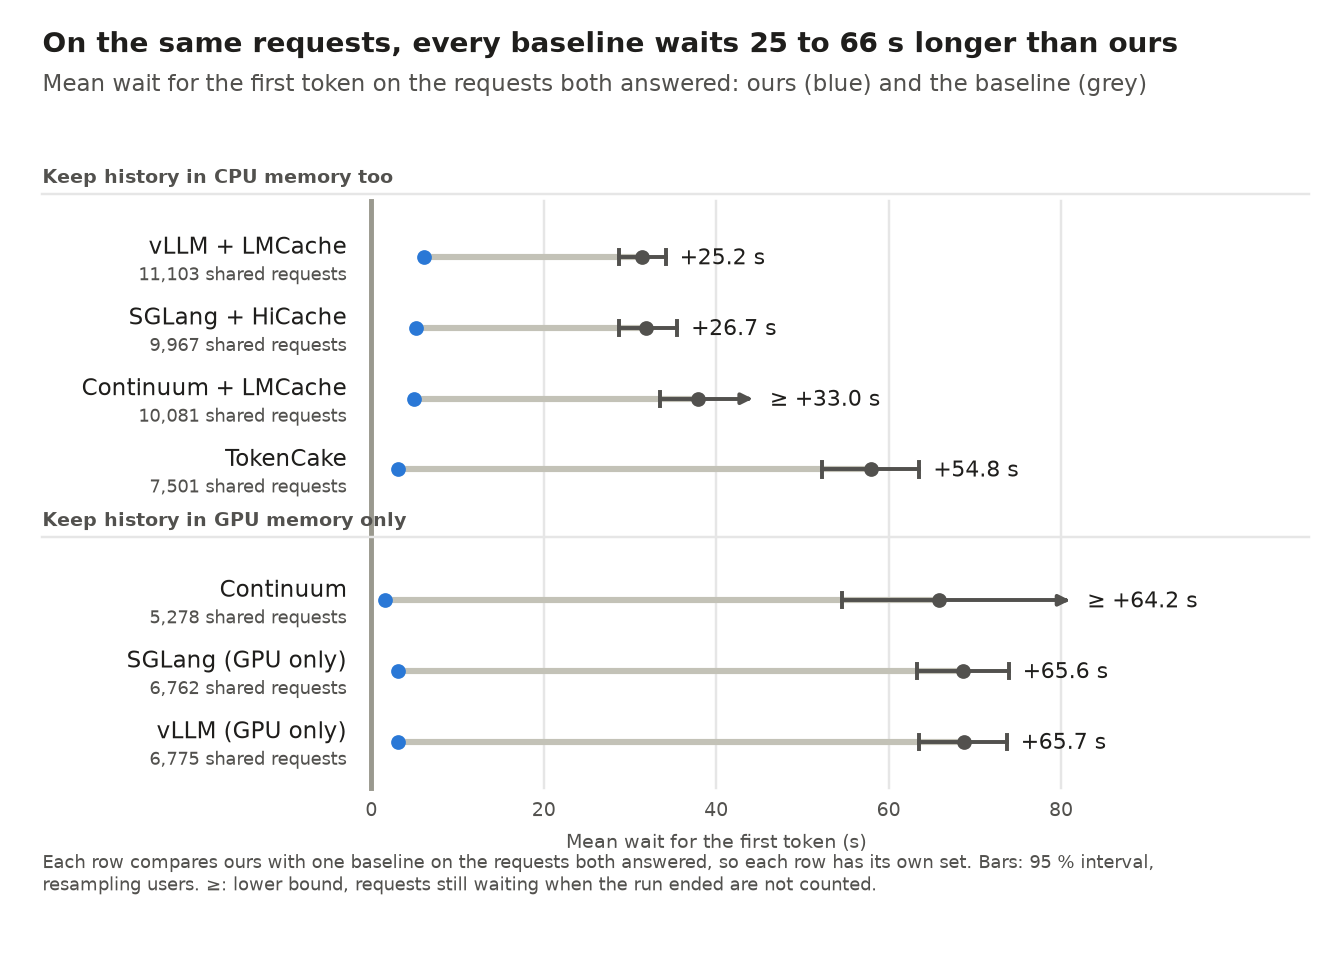 On the same requests, every baseline waits 25 to 66 s longer than ours
Mean wait for the first token on the requests both answered: ours (blue) and the baseline (grey)
Keep history in CPU memory too
vLLM + LMCache
11,103 shared requests
+25.2 s
SGLang + HiCache
9,967 shared requests
+26.7 s
Continuum + LMCache
10,081 shared requests
≥ +33.0 s
TokenCake
7,501 shared requests
+54.8 s
Keep history in GPU memory only
Continuum
5,278 shared requests
≥ +64.2 s
SGLang (GPU only)
6,762 shared requests
+65.6 s
vLLM (GPU only)
6,775 shared requests
+65.7 s
0 20 40 60 80
Mean wait for the first token (s)
Each row compares ours with one baseline on the requests both answered, so each row has its own set. Bars: 95 % interval,
resampling users. ≥: lower bound, requests still waiting when the run ended are not counted.